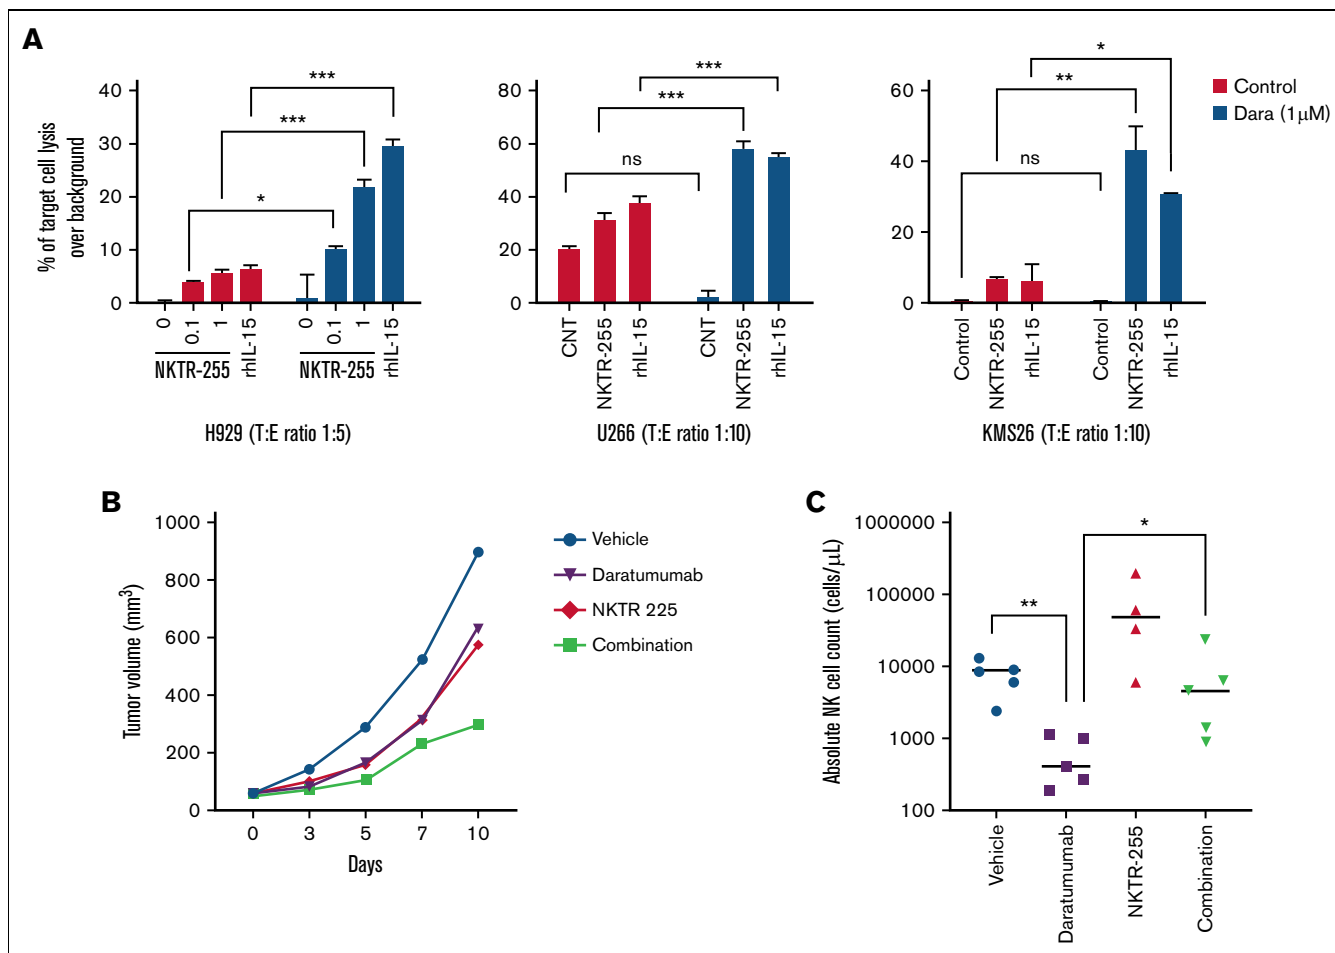 A
% of target cell lysis
over background
40
30
20
10
0
***
***
*
0
0.1
1
NKTR-255
rhIL-15
0
0.1
1
NKTR-255
rhIL-15
H929 (T:E ratio 1:5)
80
60
40
20
0
***
***
ns
CNT
NKTR-255
rhIL-15
CNT
NKTR-255
rhIL-15
U266 (T:E ratio 1:10)
60
40
20
0
*
**
ns
Control
NKTR-255
rhIL-15
Control
NKTR-255
rhIL-15
KMS26 (T:E ratio 1:10)
Control
Dara (1μM)
B
Tumor volume (mm³)
1000
800
600
400
200
0
0 3 5 7 10
Days
Vehicle
Daratumumab
NKTR 225
Combination
C
Absolute NK cell count (cells/μL)
1000000
100000
10000
1000
100
**
*
Vehicle
Daratumumab
NKTR-255
Combination